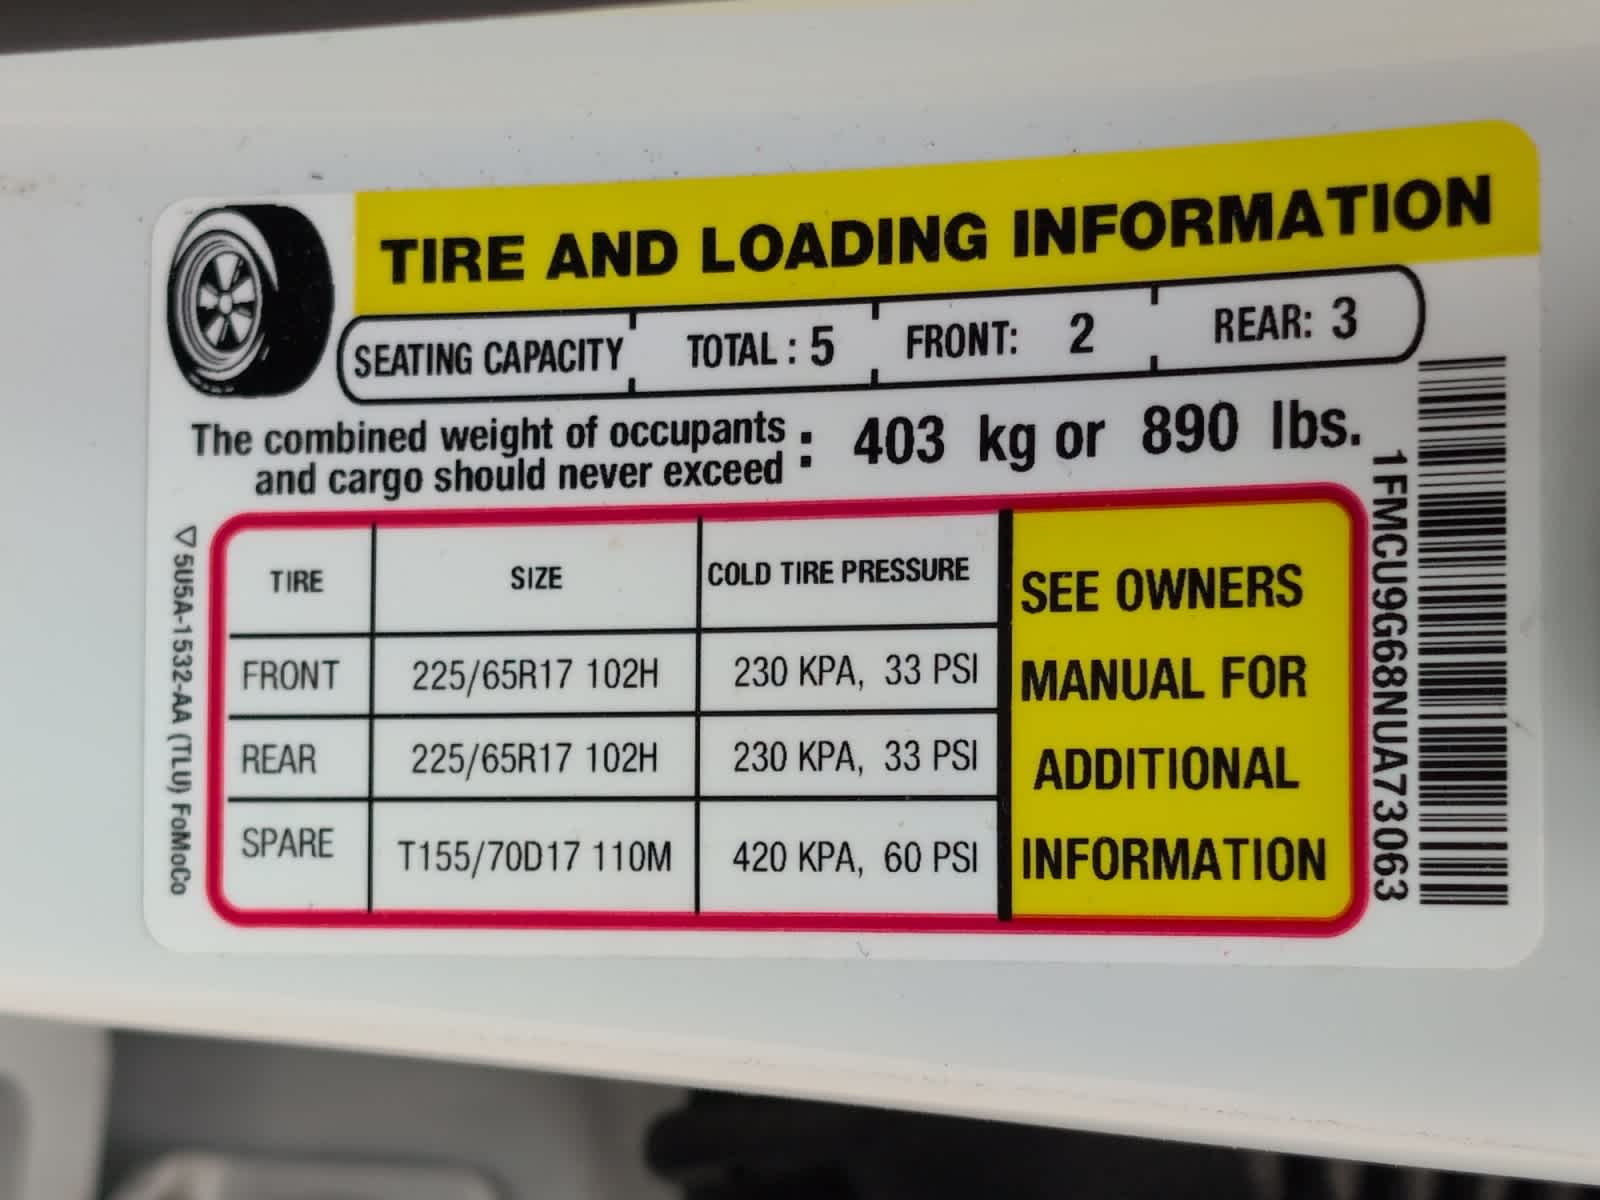 TIRE AND LOADING INFORMATION
SEATING CAPACITY TOTAL : 5 FRONT: 2 REAR: 3
The combined weight of occupants
and cargo should never exceed : 403 kg or 890 lbs.
TIRE SIZE COLD TIRE PRESSURE
FRONT 225/65R17 102H 230 KPA, 33 PSI
REAR 225/65R17 102H 230 KPA, 33 PSI
SPARE T155/70D17 110M 420 KPA, 60 PSI
SEE OWNERS
MANUAL FOR
ADDITIONAL
INFORMATION
1FMCU9G68NUA73063
5U5A-1532-AA (TLU) FoMoCo